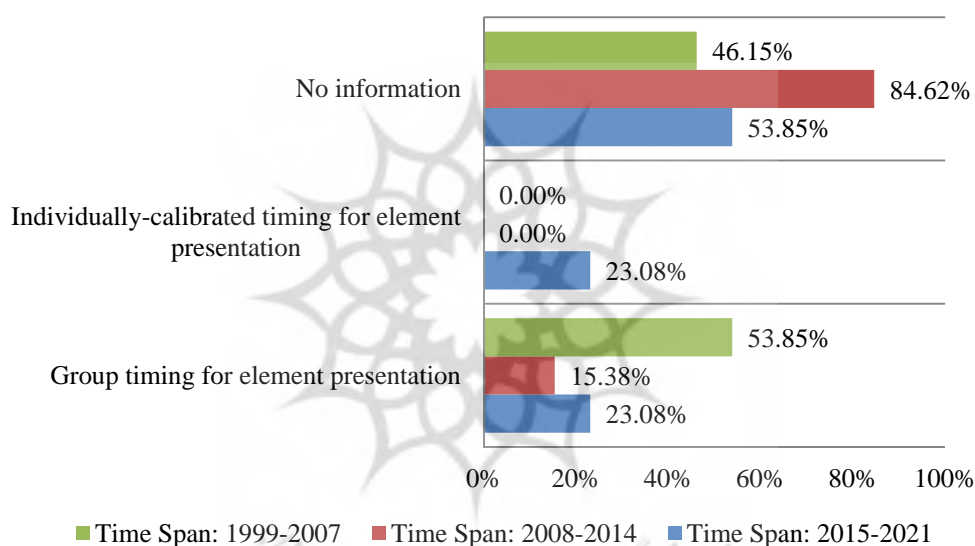 46.15%
No information
84.62%
53.85%
0.00%
Individually-calibrated timing for element
presentation
0.00%
23.08%
53.85%
Group timing for element presentation
15.38%
23.08%
0% 20% 40% 60% 80% 100%
Time Span: 1999-2007 Time Span: 2008-2014 Time Span: 2015-2021